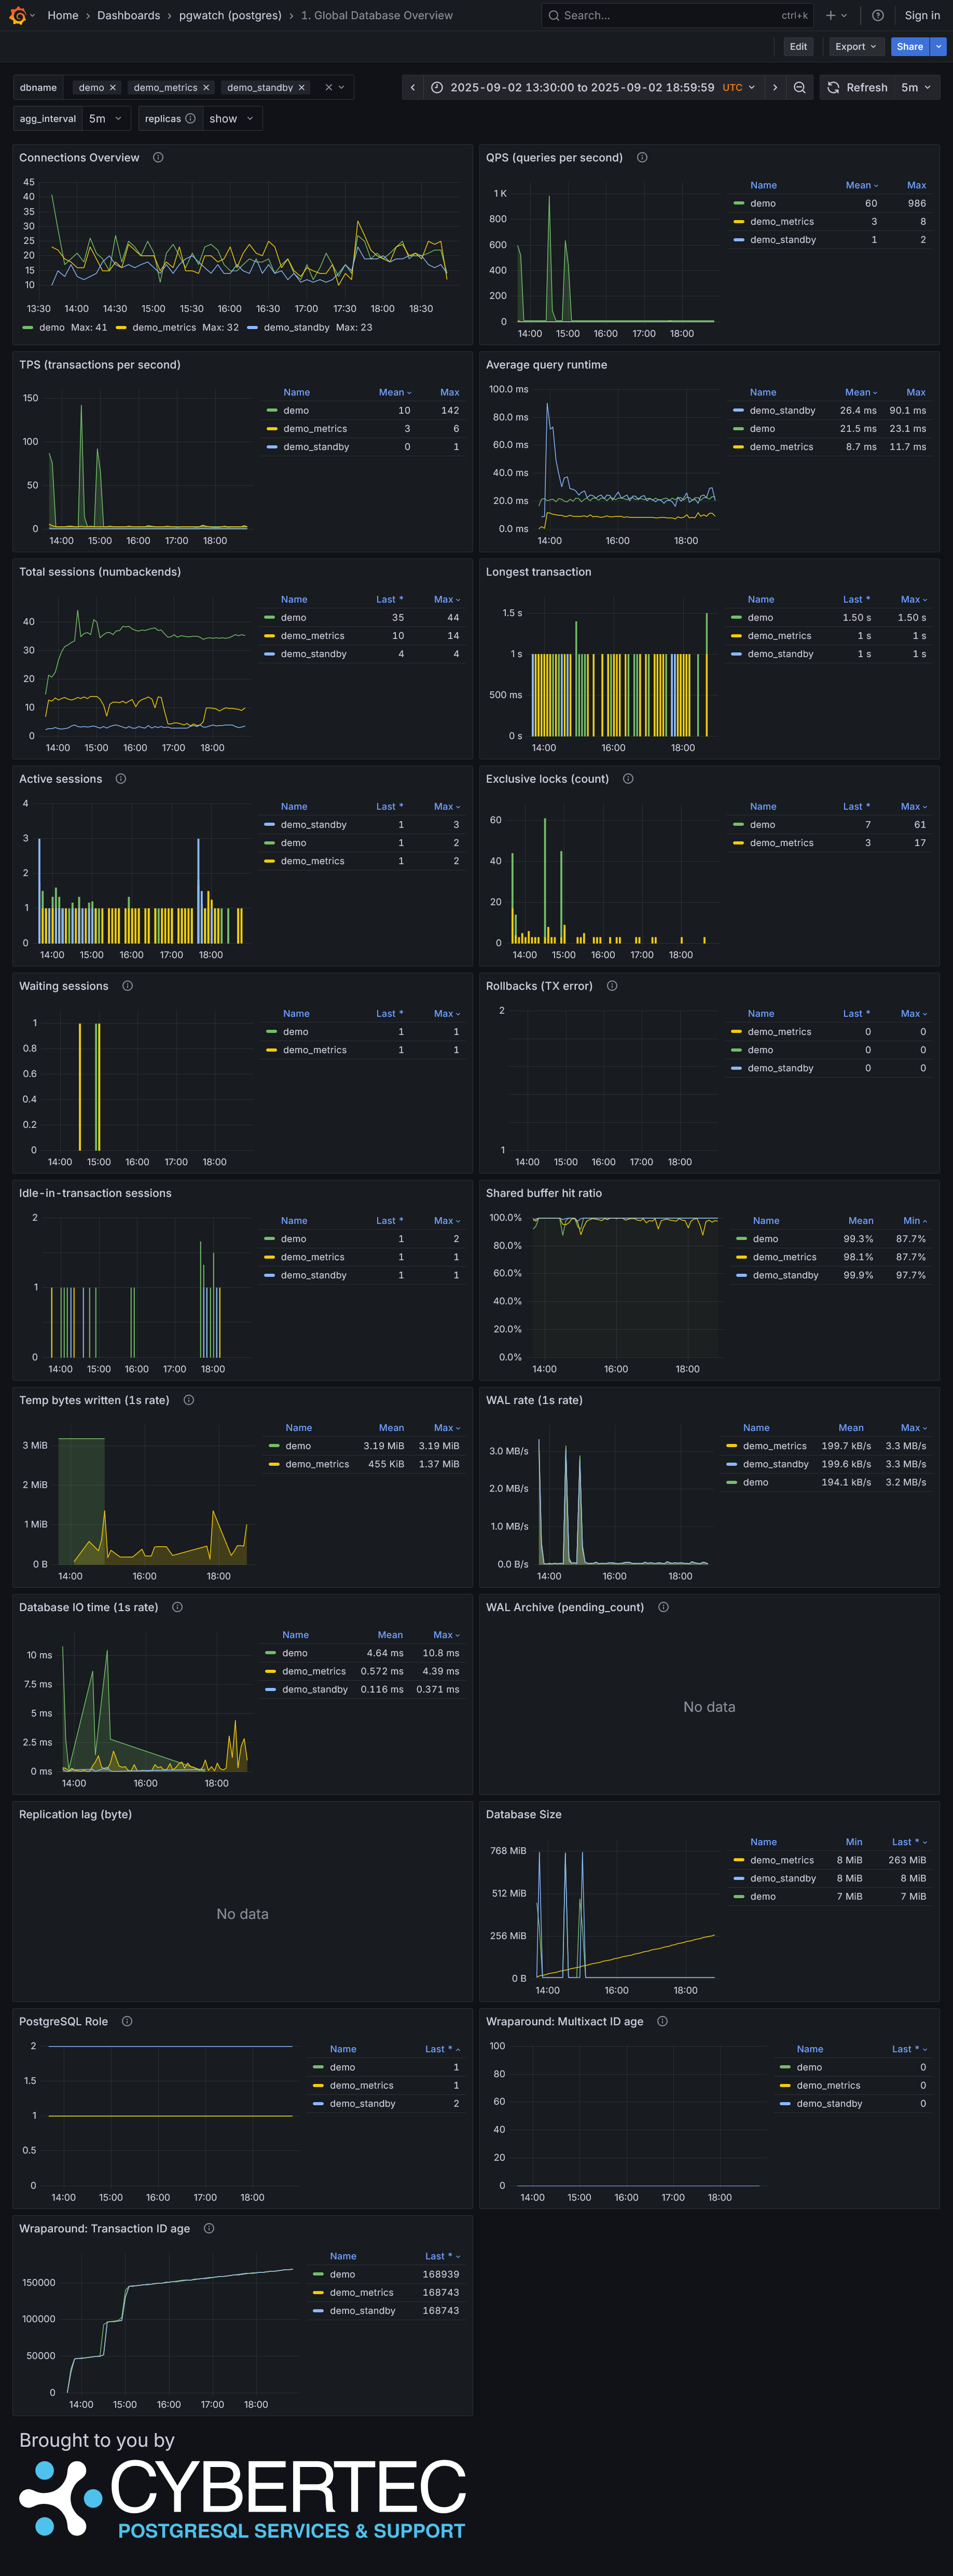 Home › Dashboards › pgwatch (postgres) › 1. Global Database Overview Search... ctrl+k Sign in
Edit Export Share
dbname demo demo_metrics demo_standby 2025-09-02 13:30:00 to 2025-09-02 18:59:59 UTC Refresh 5m
agg_interval 5m replicas show
Connections Overview
45
40
35
30
25
20
15
10
13:30 14:00 14:30 15:00 15:30 16:00 16:30 17:00 17:30 18:00 18:30
demo Max: 41 demo_metrics Max: 32 demo_standby Max: 23
QPS (queries per second)
1 K
800
600
400
200
0
14:00 15:00 16:00 17:00 18:00
Name Mean Max
demo 60 986
demo_metrics 3 8
demo_standby 1 2
TPS (transactions per second)
150
100
50
0
14:00 15:00 16:00 17:00 18:00
Name Mean Max
demo 10 142
demo_metrics 3 6
demo_standby 0 1
Average query runtime
100.0 ms
80.0 ms
60.0 ms
40.0 ms
20.0 ms
0.0 ms
14:00 16:00 18:00
Name Mean Max
demo_standby 26.4 ms 90.1 ms
demo 21.5 ms 23.1 ms
demo_metrics 8.7 ms 11.7 ms
Total sessions (numbackends)
40
30
20
10
0
14:00 15:00 16:00 17:00 18:00
Name Last * Max
demo 35 44
demo_metrics 10 14
demo_standby 4 4
Longest transaction
1.5 s
1 s
500 ms
0 s
14:00 16:00 18:00
Name Last * Max
demo 1.50 s 1.50 s
demo_metrics 1 s 1 s
demo_standby 1 s 1 s
Active sessions
4
3
2
1
0
14:00 15:00 16:00 17:00 18:00
Name Last * Max
demo_standby 1 3
demo 1 2
demo_metrics 1 2
Exclusive locks (count)
60
40
20
0
14:00 15:00 16:00 17:00 18:00
Name Last * Max
demo 7 61
demo_metrics 3 17
Waiting sessions
1
0.8
0.6
0.4
0.2
0
14:00 15:00 16:00 17:00 18:00
Name Last * Max
demo 1 1
demo_metrics 1 1
Rollbacks (TX error)
2
1
14:00 15:00 16:00 17:00 18:00
Name Last * Max
demo_metrics 0 0
demo 0 0
demo_standby 0 0
Idle-in-transaction sessions
2
1
0
14:00 15:00 16:00 17:00 18:00
Name Last * Max
demo 1 2
demo_metrics 1 1
demo_standby 1 1
Shared buffer hit ratio
100.0%
80.0%
60.0%
40.0%
20.0%
0.0%
14:00 16:00 18:00
Name Mean Min
demo 99.3% 87.7%
demo_metrics 98.1% 87.7%
demo_standby 99.9% 97.7%
Temp bytes written (1s rate)
3 MiB
2 MiB
1 MiB
0 B
14:00 16:00 18:00
Name Mean Max
demo 3.19 MiB 3.19 MiB
demo_metrics 455 KiB 1.37 MiB
WAL rate (1s rate)
3.0 MB/s
2.0 MB/s
1.0 MB/s
0.0 B/s
14:00 16:00 18:00
Name Mean Max
demo_metrics 199.7 kB/s 3.3 MB/s
demo_standby 199.6 kB/s 3.3 MB/s
demo 194.1 kB/s 3.2 MB/s
Database IO time (1s rate)
10 ms
7.5 ms
5 ms
2.5 ms
0 ms
14:00 16:00 18:00
Name Mean Max
demo 4.64 ms 10.8 ms
demo_metrics 0.572 ms 4.39 ms
demo_standby 0.116 ms 0.371 ms
WAL Archive (pending_count)
No data
Replication lag (byte)
No data
Database Size
768 MiB
512 MiB
256 MiB
0 B
14:00 16:00 18:00
Name Min Last *
demo_metrics 8 MiB 263 MiB
demo_standby 8 MiB 8 MiB
demo 7 MiB 7 MiB
PostgreSQL Role
2
1.5
1
0.5
0
14:00 15:00 16:00 17:00 18:00
Name Last *
demo 1
demo_metrics 1
demo_standby 2
Wraparound: Multixact ID age
100
80
60
40
20
0
14:00 15:00 16:00 17:00 18:00
Name Last *
demo 0
demo_metrics 0
demo_standby 0
Wraparound: Transaction ID age
150000
100000
50000
0
14:00 15:00 16:00 17:00 18:00
Name Last *
demo 168939
demo_metrics 168743
demo_standby 168743
Brought to you by
CYBERTEC
POSTGRESQL SERVICES & SUPPORT